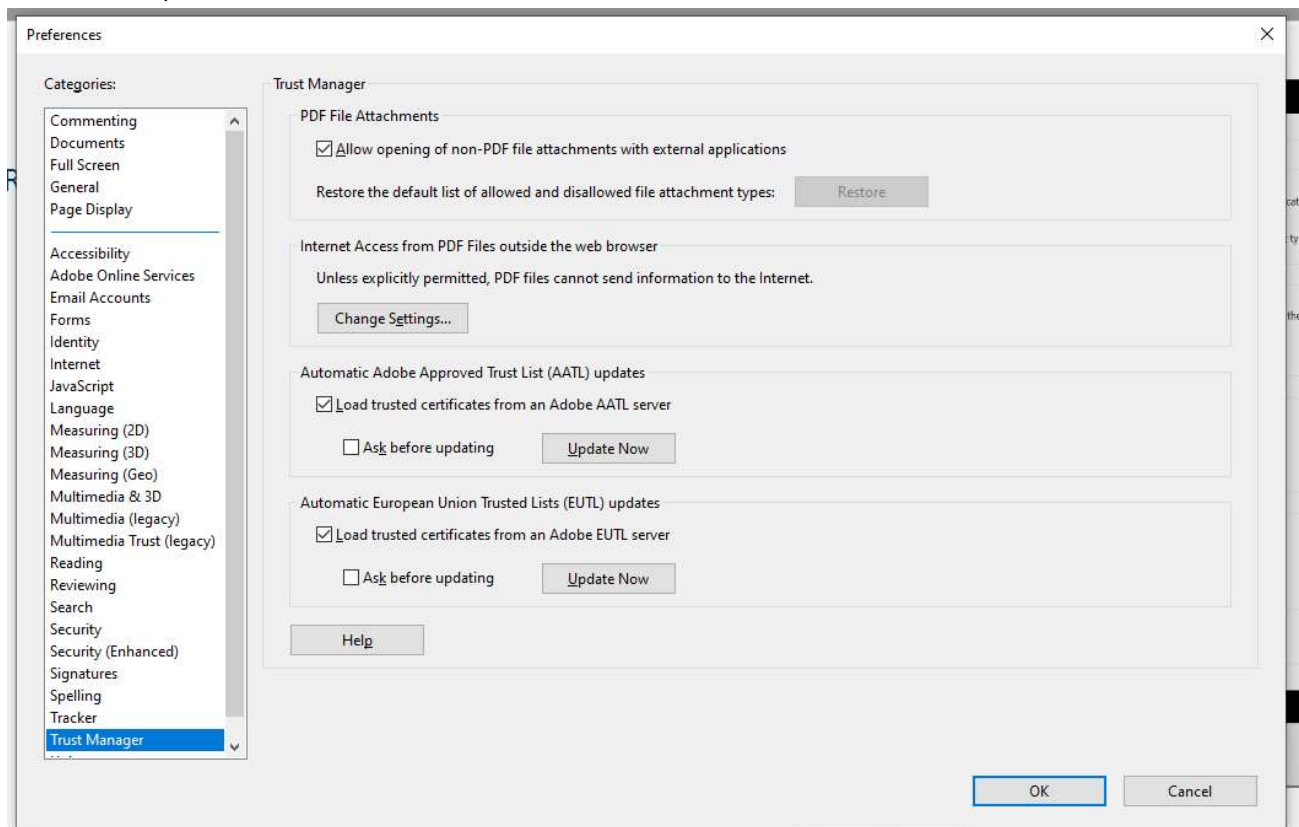 Preferences
Categories:
Commenting
Documents
Full Screen
General
Page Display
Accessibility
Adobe Online Services
Email Accounts
Forms
Identity
Internet
JavaScript
Language
Measuring (2D)
Measuring (3D)
Measuring (Geo)
Multimedia & 3D
Multimedia (legacy)
Multimedia Trust (legacy)
Reading
Reviewing
Search
Security
Security (Enhanced)
Signatures
Spelling
Tracker
Trust Manager
Trust Manager
PDF File Attachments
Allow opening of non-PDF file attachments with external applications
Restore the default list of allowed and disallowed file attachment types: Restore
Internet Access from PDF Files outside the web browser
Unless explicitly permitted, PDF files cannot send information to the Internet.
Change Settings...
Automatic Adobe Approved Trust List (AATL) updates
Load trusted certificates from an Adobe AATL server
Ask before updating Update Now
Automatic European Union Trusted Lists (EUTL) updates
Load trusted certificates from an Adobe EUTL server
Ask before updating Update Now
Help
OK Cancel